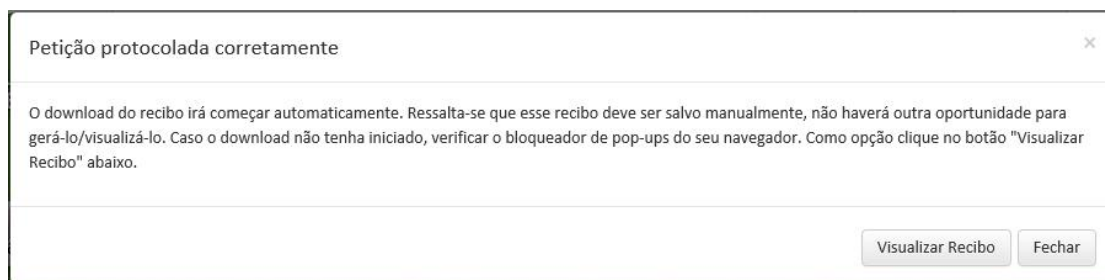 Petição protocolada corretamente
×
O download do recibo irá começar automaticamente. Ressalta-se que esse recibo deve ser salvo manualmente, não haverá outra oportunidade para
gerá-lo/visualizá-lo. Caso o download não tenha iniciado, verificar o bloqueador de pop-ups do seu navegador. Como opção clique no botão "Visualizar
Recibo" abaixo.
Visualizar Recibo Fechar